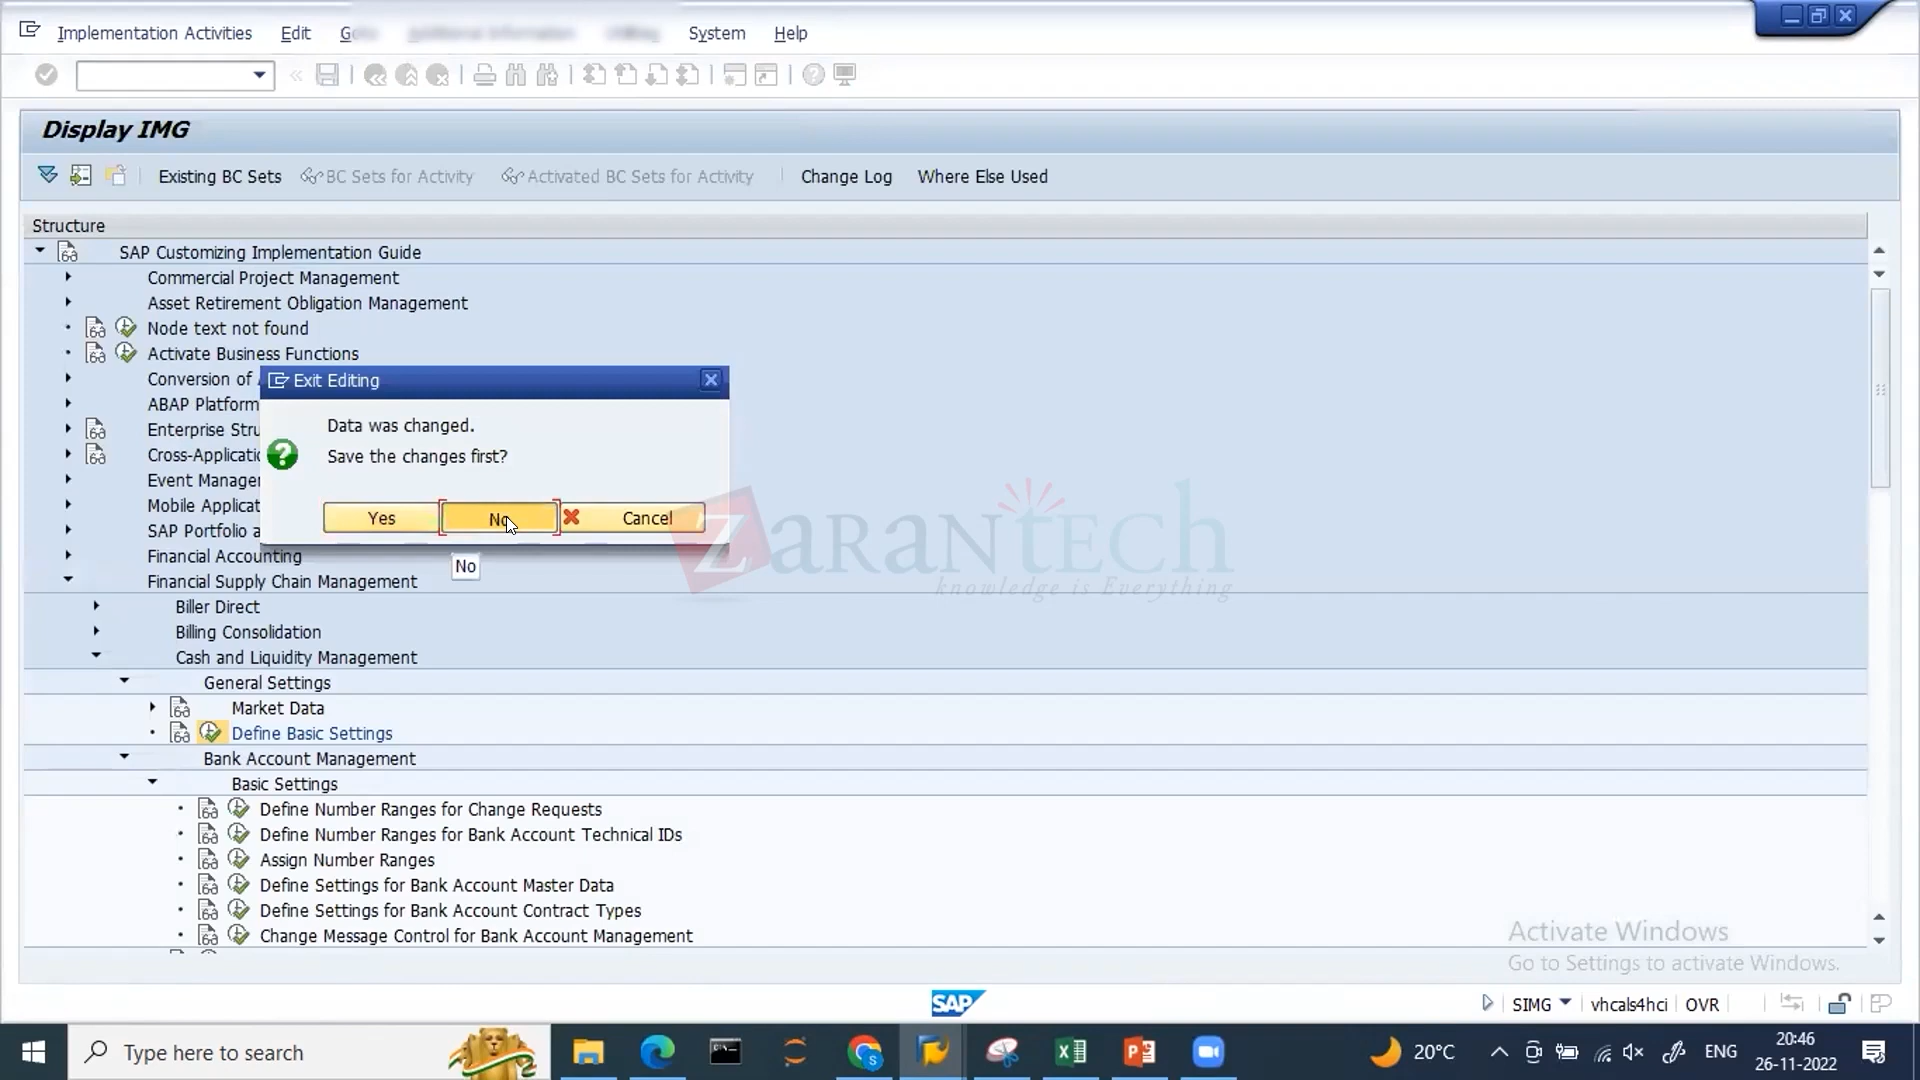 Implementation Activities Edit System Help
Display IMG
Existing BC Sets BC Sets for Activity Activated BC Sets for Activity Change Log Where Else Used
Structure
SAP Customizing Implementation Guide
Commercial Project Management
Asset Retirement Obligation Management
Node text not found
Activate Business Functions
Conversion of
ABAP Platform
Enterprise Stru
Cross-Applicatio
Event Manager
Mobile Applicat
SAP Portfolio a
Financial Accounting
Financial Supply Chain Management
Biller Direct
Billing Consolidation
Cash and Liquidity Management
General Settings
Market Data
Define Basic Settings
Bank Account Management
Basic Settings
Define Number Ranges for Change Requests
Define Number Ranges for Bank Account Technical IDs
Assign Number Ranges
Define Settings for Bank Account Master Data
Define Settings for Bank Account Contract Types
Change Message Control for Bank Account Management
Exit Editing
Data was changed.
Save the changes first?
Yes No Cancel
No
ZARANTECH
knowledge is Everything
Activate Windows
Go to Settings to activate Windows.
SAP
SIMG vhcals4hci OVR
Type here to search
20°C ENG
20:46
26-11-2022